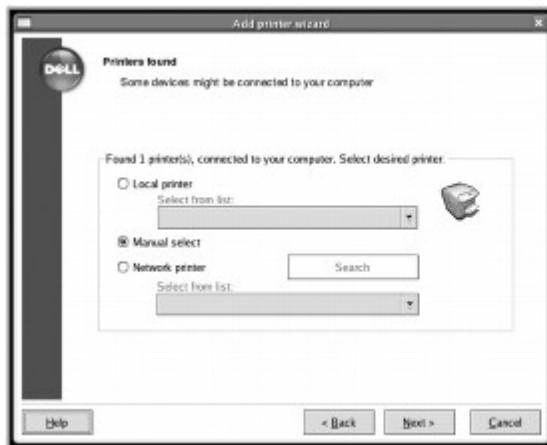 Add printer wizard
DELL
Printers found
Some devices might be connected to your computer
Found 1 printer(s), connected to your computer. Select desired printer.
Local printer
Select from list:
Manual select
Network printer
Search
Select from list:
Help
< Back
Next >
Cancel